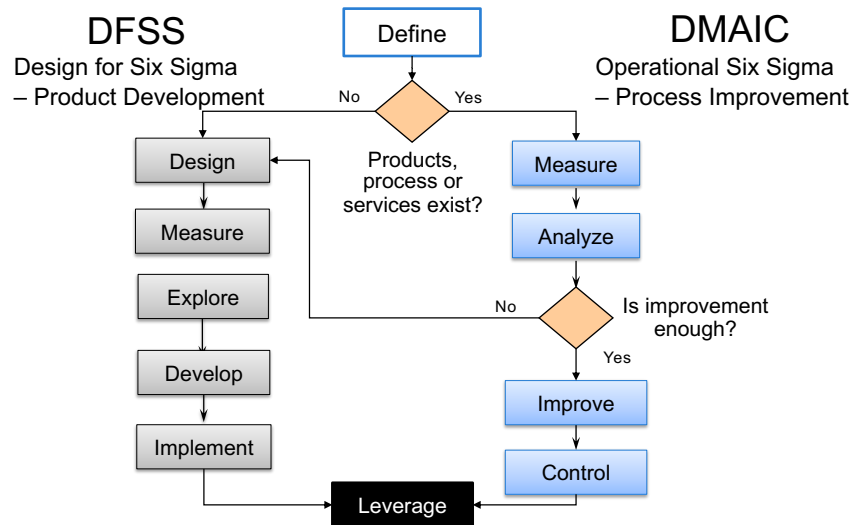 DFSS
Design for Six Sigma
– Product Development
Define
DMAIC
Operational Six Sigma
– Process Improvement
No
Yes
Products,
process or
services exist?
Design
Measure
Explore
Develop
Implement
Measure
Analyze
No
Is improvement
enough?
Yes
Improve
Control
Leverage